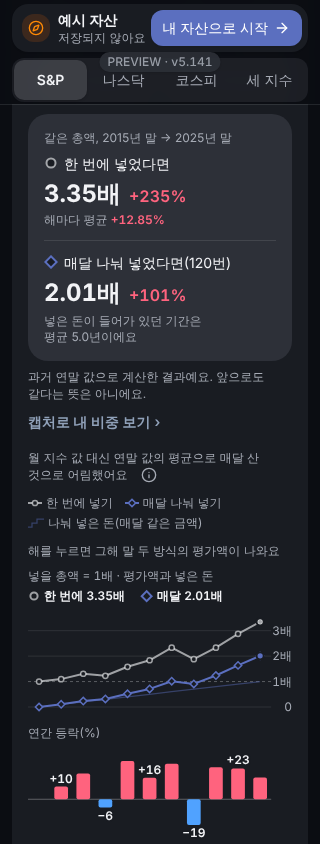 예시 자산
저장되지 않아요
내 자산으로 시작 →
PREVIEW · v5.141
S&P 나스닥 코스피 세 지수
같은 총액, 2015년 말 → 2025년 말
한 번에 넣었다면
3.35배 +235%
해마다 평균 +12.85%
매달 나눠 넣었다면(120번)
2.01배 +101%
넣은 돈이 들어가 있던 기간은
평균 5.0년이에요
과거 연말 값으로 계산한 결과예요. 앞으로도
같다는 뜻은 아니에요.
캡처로 내 비중 보기 ›
월 지수 값 대신 연말 값의 평균으로 매달 산
것으로 어림했어요
한 번에 넣기 매달 나눠 넣기
나눠 넣은 돈(매달 같은 금액)
해를 누르면 그해 말 두 방식의 평가액이 나와요
넣을 총액 = 1배 · 평가액과 넣은 돈
한 번에 3.35배 매달 2.01배
3배
2배
1배
0
연간 등락(%)
+10
−6
+16
−19
+23